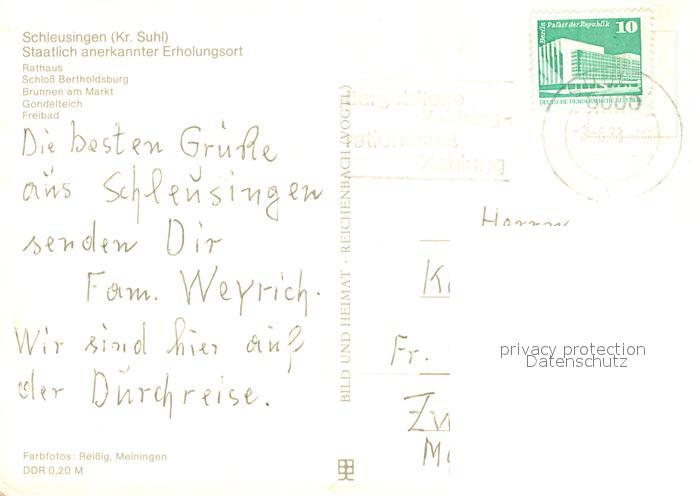 Schleusingen (Kr. Suhl)
Staatlich anerkannter Erholungsort
Rathaus
Schloß Bertholdsburg
Brunnen am Markt
Gondelteich
Freibad
Die besten Grüße
aus Schleusingen
senden Dir
Fam. Weyrich.
Wir sind hier auf
der Durchreise.
Farbfotos: Reißig, Meiningen
DDR 0,20 M
BILD UND HEIMAT · REICHENBACH (VOGTL)
Berlin Palast der Republik 10
DEUTSCHE DEMOKRATISCHE REPUBLIK
Zahlung
Herrn
Fr.
privacy protection
Datenschutz